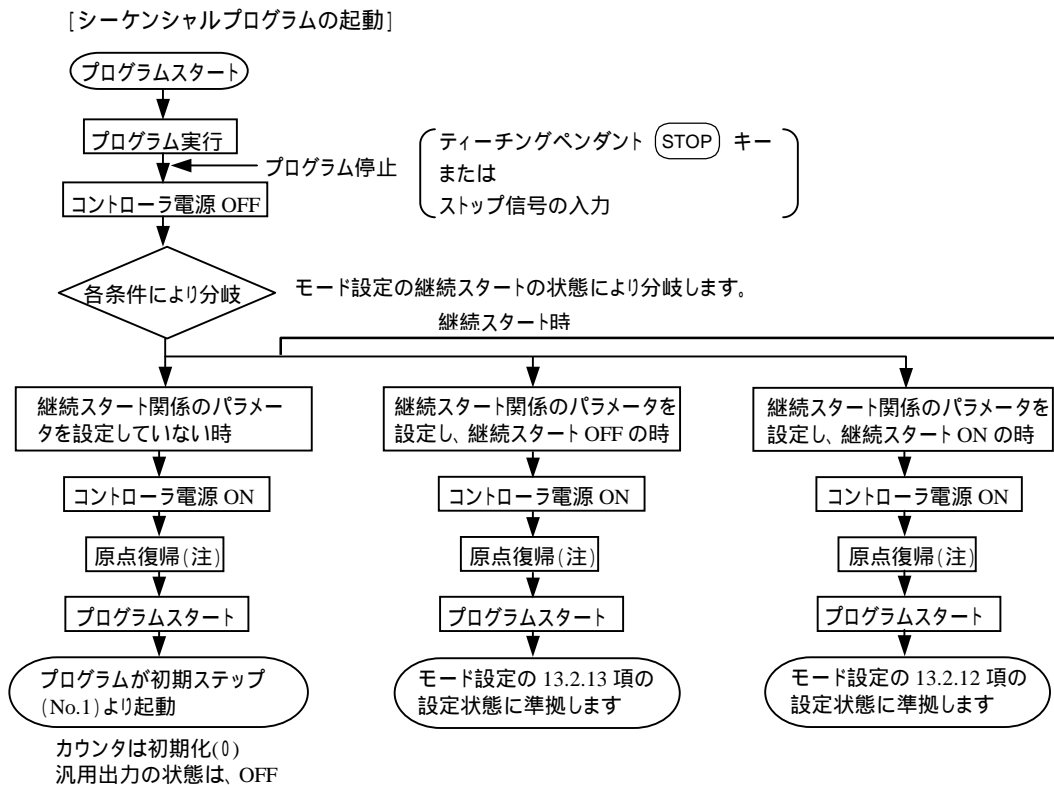 [シーケンシャルプログラムの起動]
プログラムスタート
プログラム実行
プログラム停止
ティーチングペンダント STOP キー
または
ストップ信号の入力
コントローラ電源 OFF
各条件により分岐
モード設定の継続スタートの状態により分岐します。
継続スタート時
継続スタート関係のパラメー
タを設定していない時
コントローラ電源 ON
原点復帰(注)
プログラムスタート
プログラムが初期ステップ
(No.1)より起動
カウンタは初期化(0)
汎用出力の状態は、OFF
継続スタート関係のパラメータを
設定し、継続スタート OFF の時
コントローラ電源 ON
原点復帰(注)
プログラムスタート
モード設定の 13.2.13 項の
設定状態に準拠します
継続スタート関係のパラメータを
設定し、継続スタート ON の時
コントローラ電源 ON
原点復帰(注)
プログラムスタート
モード設定の 13.2.12 項の
設定状態に準拠します